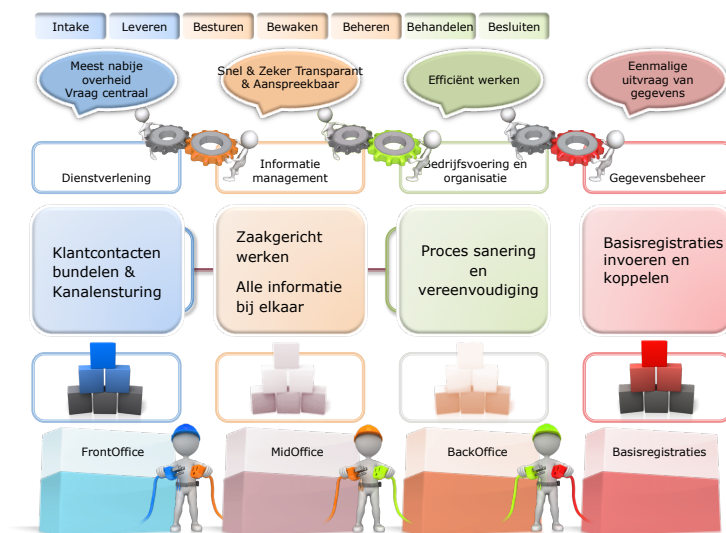 Intake
Leveren
Besturen
Bewaken
Beheren
Behandelen
Besluiten
Meest nabije
overheid
Vraag centraal
Snel & Zeker Transparant
& Aanspreekbaar
Efficiënt werken
Eenmalige
uitvraag van
gegevens
Dienstverlening
Informatie
management
Bedrijfsvoering en
organisatie
Gegevensbeheer
Klantcontacten
bundelen &
Kanalensturing
Zaakgericht
werken
Alle informatie
bij elkaar
Proces sanering
en
vereenvoudiging
Basisregistraties
invoeren en
koppelen
FrontOffice
MidOffice
BackOffice
Basisregistraties